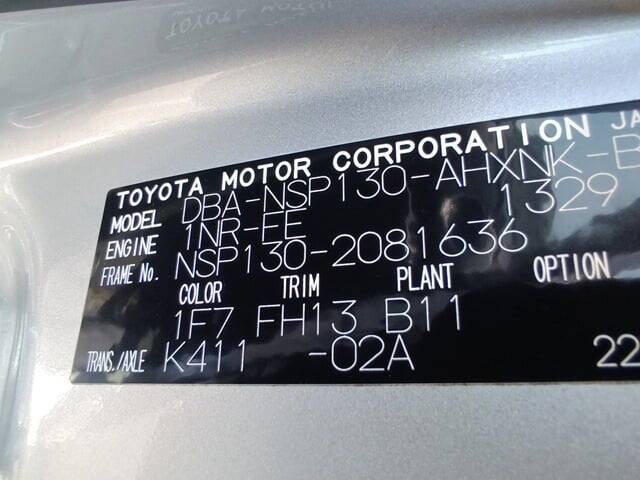 TOYOTA MOTOR CORPORATION JA
MODEL DBA-NSP130-AHXNK-B
ENGINE 1NR-FE 1329
FRAME No. NSP130-2081636
COLOR TRIM PLANT OPTION
1F7 FH13 B11
TRANS./AXLE K411 -02A 22